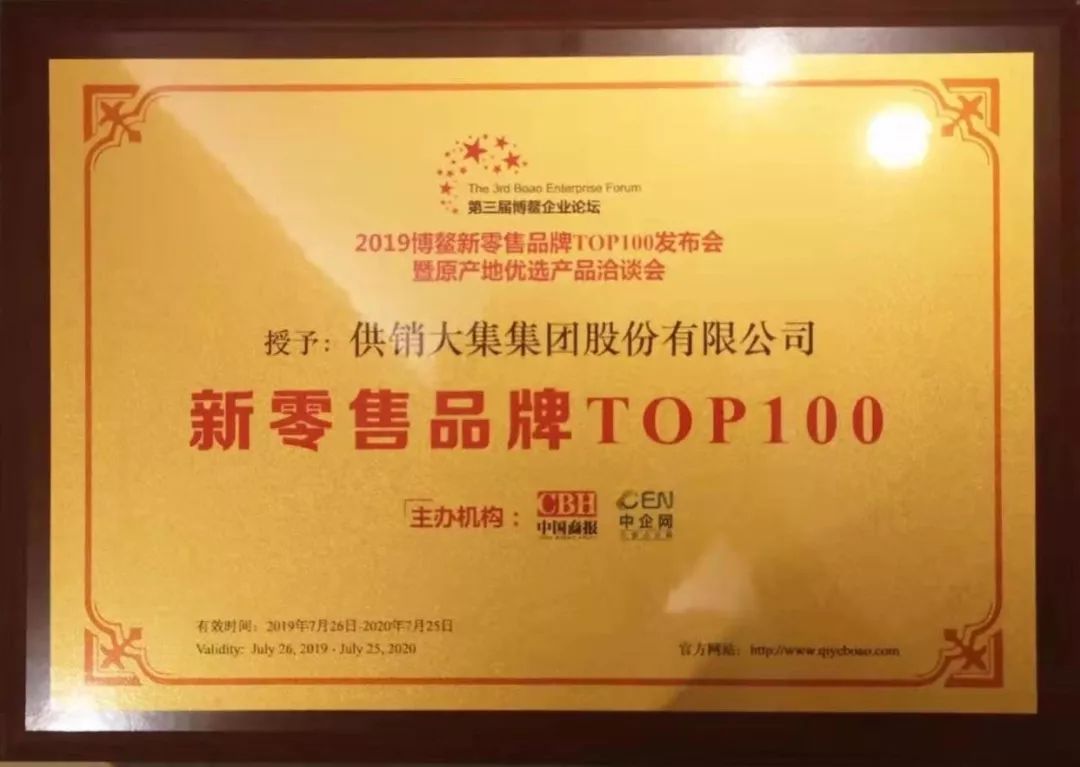 The 3rd Boao Enterprise Forum
第三届博鳌企业论坛
2019博鳌新零售品牌TOP100发布会
暨原产地优选产品洽谈会
授予：供销大集集团股份有限公司
新零售品牌TOP100
主办机构：
CBH
中国商报
CEN
中企网
有效时间：2019年7月26日-2020年7月25日
Validity: July 26, 2019 - July 25, 2020
官方网站：http://www.qiyeboao.com